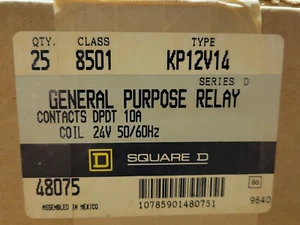 QTY. CLASS TYPE
25 8501 KP12V14
SERIES D
GENERAL PURPOSE RELAY
CONTACTS DPDT 10A
COIL 24V 50/60Hz
D SQUARE D
48075
ASSEMBLED IN MEXICO
10785901480751
86
9640